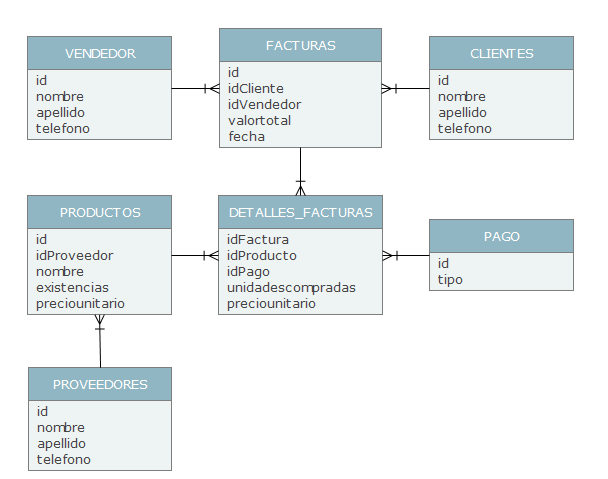 VENDEDOR
id
nombre
apellido
telefono
FACTURAS
id
idCliente
idVendedor
valortotal
fecha
CLIENTES
id
nombre
apellido
telefono
PRODUCTOS
id
idProveedor
nombre
existencias
preciounitario
DETALLES_FACTURAS
idFactura
idProducto
idPago
unidadescompradas
preciounitario
PAGO
id
tipo
PROVEEDORES
id
nombre
apellido
telefono